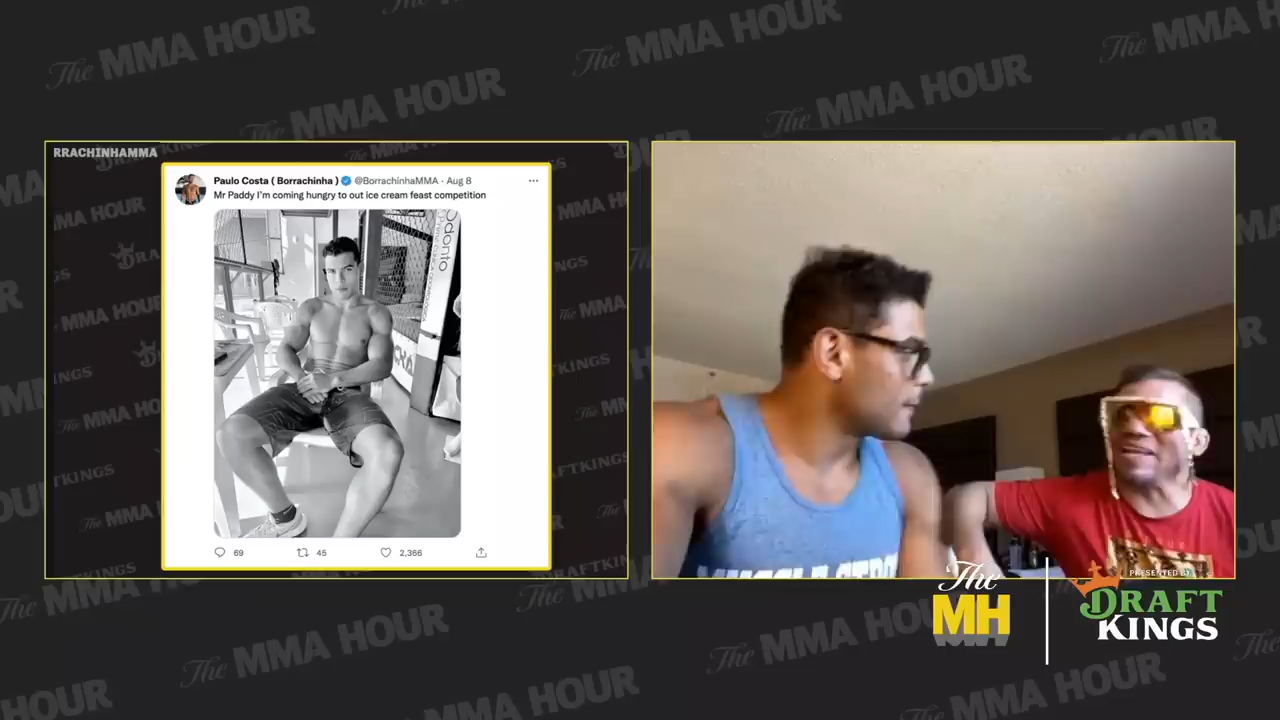 RRACHINHAMMA
Paulo Costa ( Borrachinha ) @BorrachinhaMMA · Aug 8
Mr Paddy I'm coming hungry to out ice cream feast competition
Odonto
69 45 2,366
The MMA HOUR
The
MH
PRESENTED BY
DRAFT
KINGS